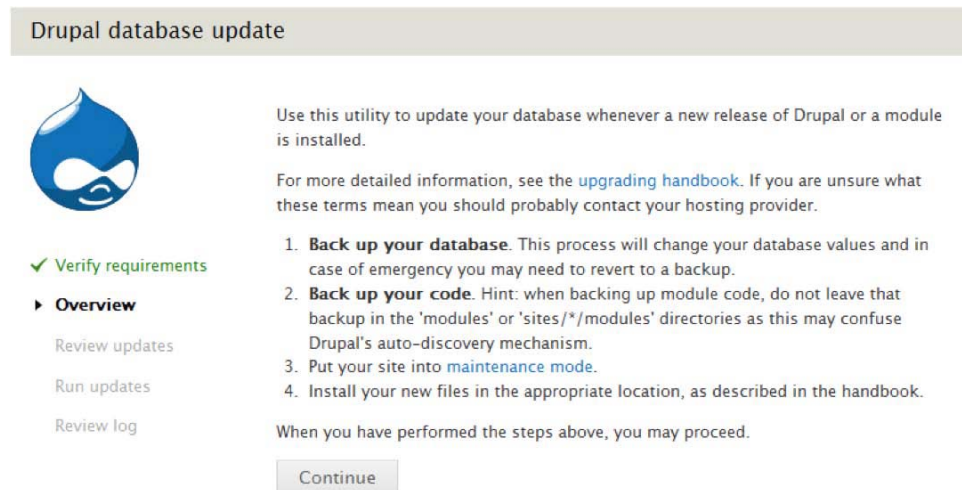 Drupal database update
Use this utility to update your database whenever a new release of Drupal or a module
is installed.
For more detailed information, see the upgrading handbook. If you are unsure what
these terms mean you should probably contact your hosting provider.
1. Back up your database. This process will change your database values and in
case of emergency you may need to revert to a backup.
2. Back up your code. Hint: when backing up module code, do not leave that
backup in the 'modules' or 'sites/*/modules' directories as this may confuse
Drupal's auto-discovery mechanism.
3. Put your site into maintenance mode.
4. Install your new files in the appropriate location, as described in the handbook.
When you have performed the steps above, you may proceed.
Continue
Verify requirements
Overview
Review updates
Run updates
Review log